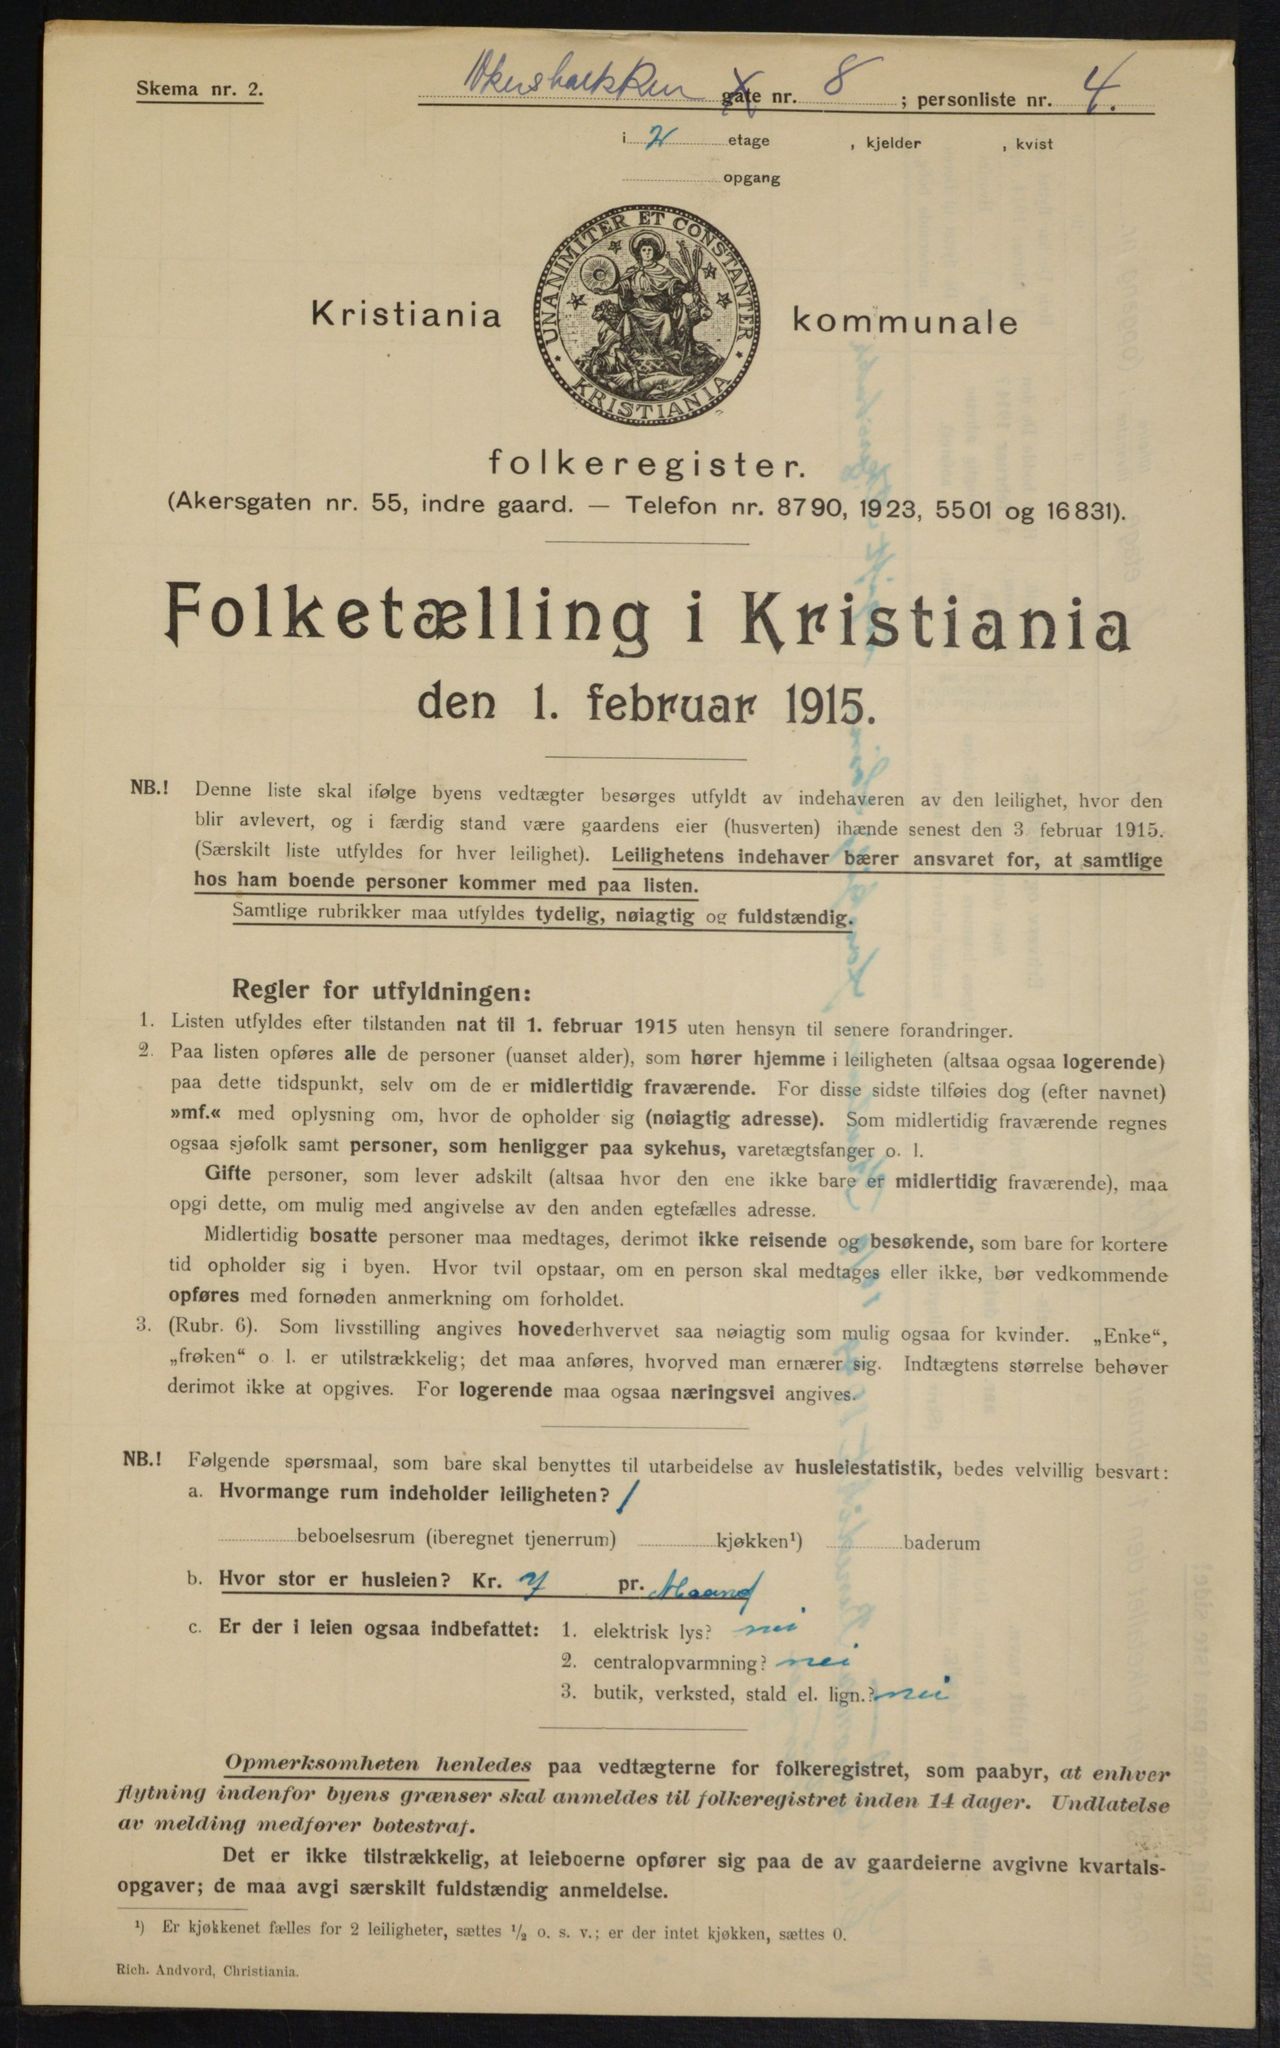 Skema nr. 2.
Akersbakken gate nr. 8 ; personliste nr. 4.
i 2 etage , kjelder , kvist
opgang
UNANIMITER ET CONSTANTER
KRISTIANIA
Kristiania kommunale
folkeregister.
(Akersgaten nr. 55, indre gaard. — Telefon nr. 8790, 1923, 5501 og 16831).
Folketælling i Kristiania
den 1. februar 1915.
NB.! Denne liste skal ifølge byens vedtægter besørges utfyldt av indehaveren av den leilighet, hvor den
blir avlevert, og i færdig stand være gaardens eier (husverten) ihænde senest den 3 februar 1915.
(Særskilt liste utfyldes for hver leilighet). Leilighetens indehaver bærer ansvaret for, at samtlige
hos ham boende personer kommer med paa listen.
Samtlige rubrikker maa utfyldes tydelig, nøiagtig og fuldstændig.
Regler for utfyldningen:
1. Listen utfyldes efter tilstanden nat til 1. februar 1915 uten hensyn til senere forandringer.
2. Paa listen opføres alle de personer (uanset alder), som hører hjemme i leiligheten (altsaa ogsaa logerende)
paa dette tidspunkt, selv om de er midlertidig fraværende. For disse sidste tilføies dog (efter navnet)
»mf.« med oplysning om, hvor de opholder sig (nøiagtig adresse). Som midlertidig fraværende regnes
ogsaa sjøfolk samt personer, som henligger paa sykehus, varetægtsfanger o. l.
Gifte personer, som lever adskilt (altsaa hvor den ene ikke bare er midlertidig fraværende), maa
opgi dette, om mulig med angivelse av den anden egtefælles adresse.
Midlertidig bosatte personer maa medtages, derimot ikke reisende og besøkende, som bare for kortere
tid opholder sig i byen. Hvor tvil opstaar, om en person skal medtages eller ikke, bør vedkommende
opføres med fornøden anmerkning om forholdet.
3. (Rubr. 6). Som livsstilling angives hovederhvervet saa nøiagtig som mulig ogsaa for kvinder. „Enke“,
„frøken“ o l. er utilstrækkelig; det maa anføres, hvorved man ernærer sig. Indtægtens størrelse behøver
derimot ikke at opgives. For logerende maa ogsaa næringsvei angives.
NB.! Følgende spørsmaal, som bare skal benyttes til utarbeidelse av husleiestatistik, bedes velvillig besvart:
a. Hvormange rum indeholder leiligheten? 1
beboelsesrum (iberegnet tjenerrum) kjøkken¹) baderum
b. Hvor stor er husleien? Kr. 7 pr. Maaned
c. Er der i leien ogsaa indbefattet: 1. elektrisk lys? nei
2. centralopvarmning? nei
3. butik, verksted, stald el. lign.? nei
Opmerksomheten henledes paa vedtægterne for folkeregistret, som paabyr, at enhver
flytning indenfor byens grænser skal anmeldes til folkeregistret inden 14 dager. Undlatelse
av melding medfører bøtestraf.
Det er ikke tilstrækkelig, at leieboerne opfører sig paa de av gaardeierne avgivne kvartals-
opgaver; de maa avgi særskilt fuldstændig anmeldelse.
¹) Er kjøkkenet fælles for 2 leiligheter, sættes ½ o. s. v.; er der intet kjøkken, sættes 0.
Rich. Andvord, Christiania.